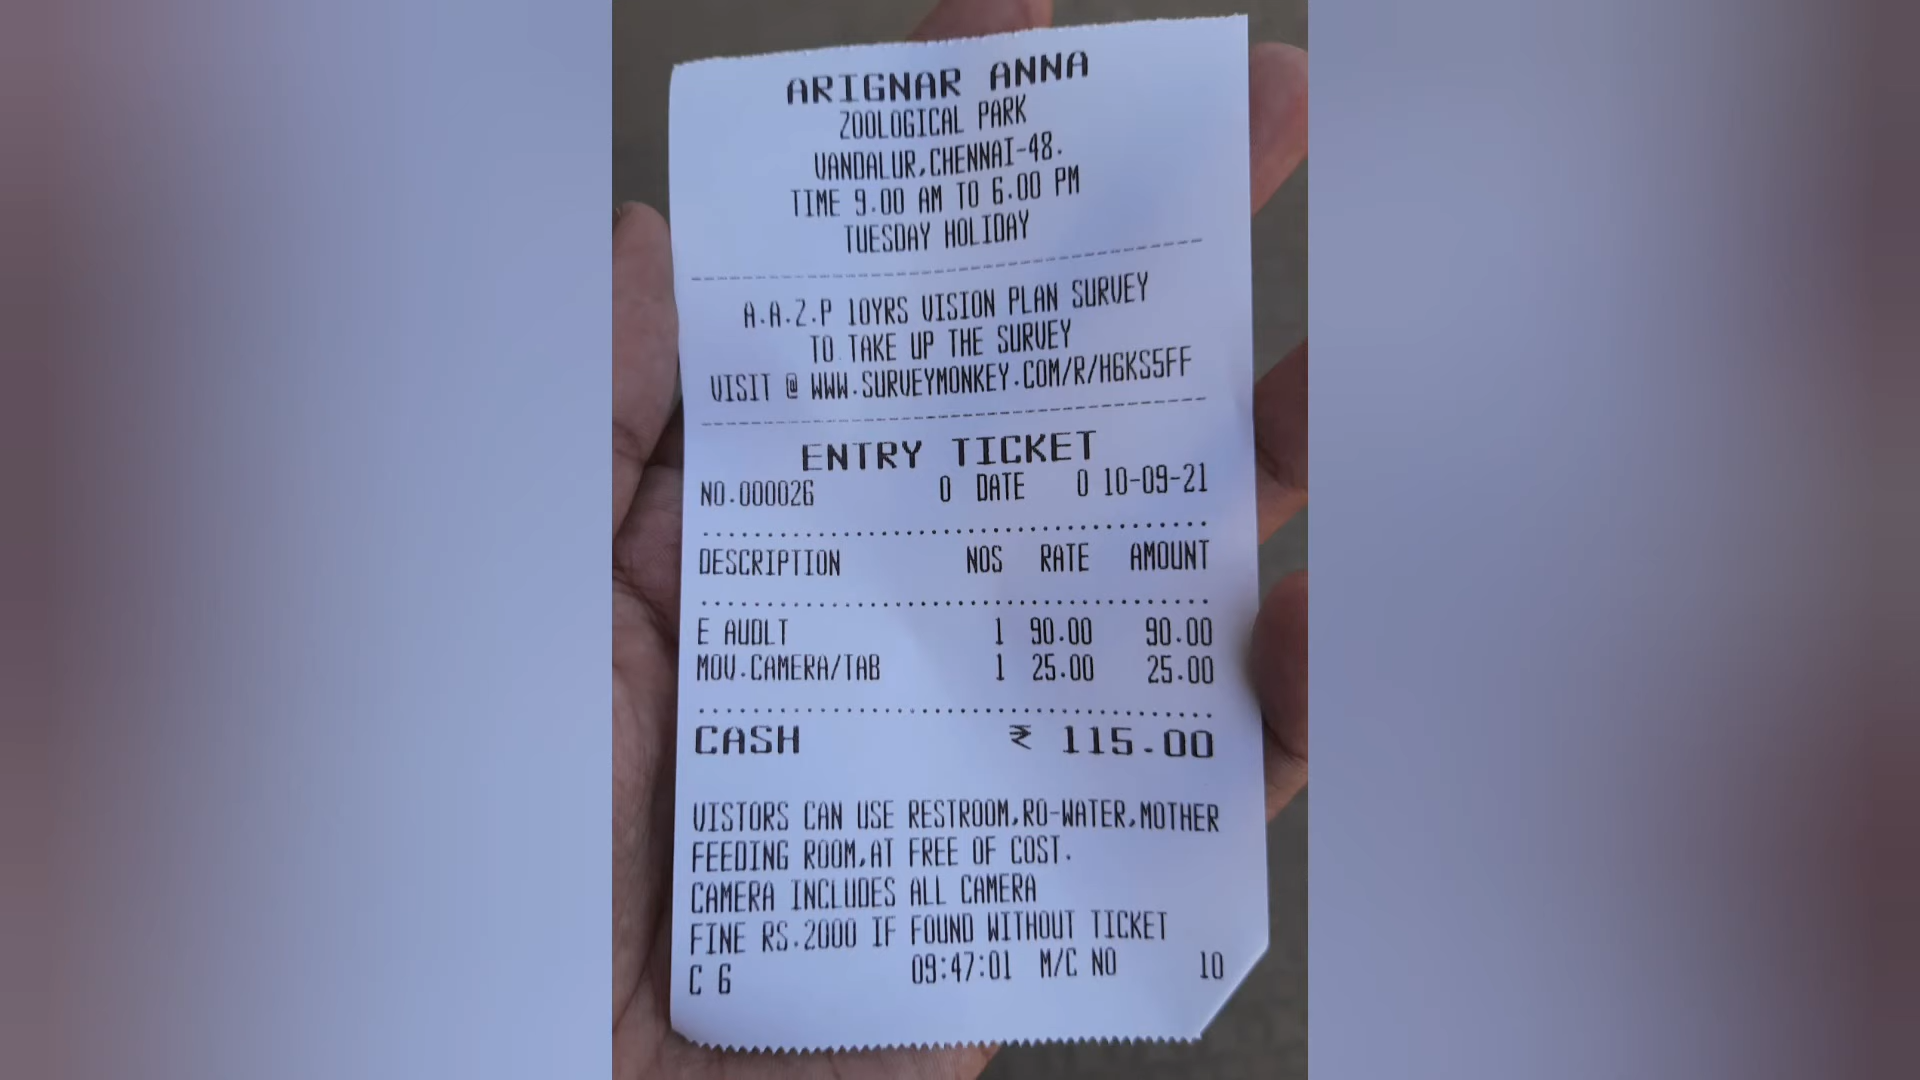 ARIGNAR ANNA
ZOOLOGICAL PARK
VANDALUR,CHENNAI-48.
TIME 9.00 AM TO 6.00 PM
TUESDAY HOLIDAY
A.A.Z.P 10YRS VISION PLAN SURVEY
TO TAKE UP THE SURVEY
VISIT @ WWW.SURVEYMONKEY.COM/R/H6KS5FF
ENTRY TICKET
NO.000026 0 DATE 0 10-09-21
DESCRIPTION NOS RATE AMOUNT
E AUDLT 1 90.00 90.00
MOV.CAMERA/TAB 1 25.00 25.00
CASH ₹ 115.00
VISTORS CAN USE RESTROOM,RO-WATER,MOTHER
FEEDING ROOM,AT FREE OF COST.
CAMERA INCLUDES ALL CAMERA
FINE RS.2000 IF FOUND WITHOUT TICKET
C 6 09:47:01 M/C NO 10